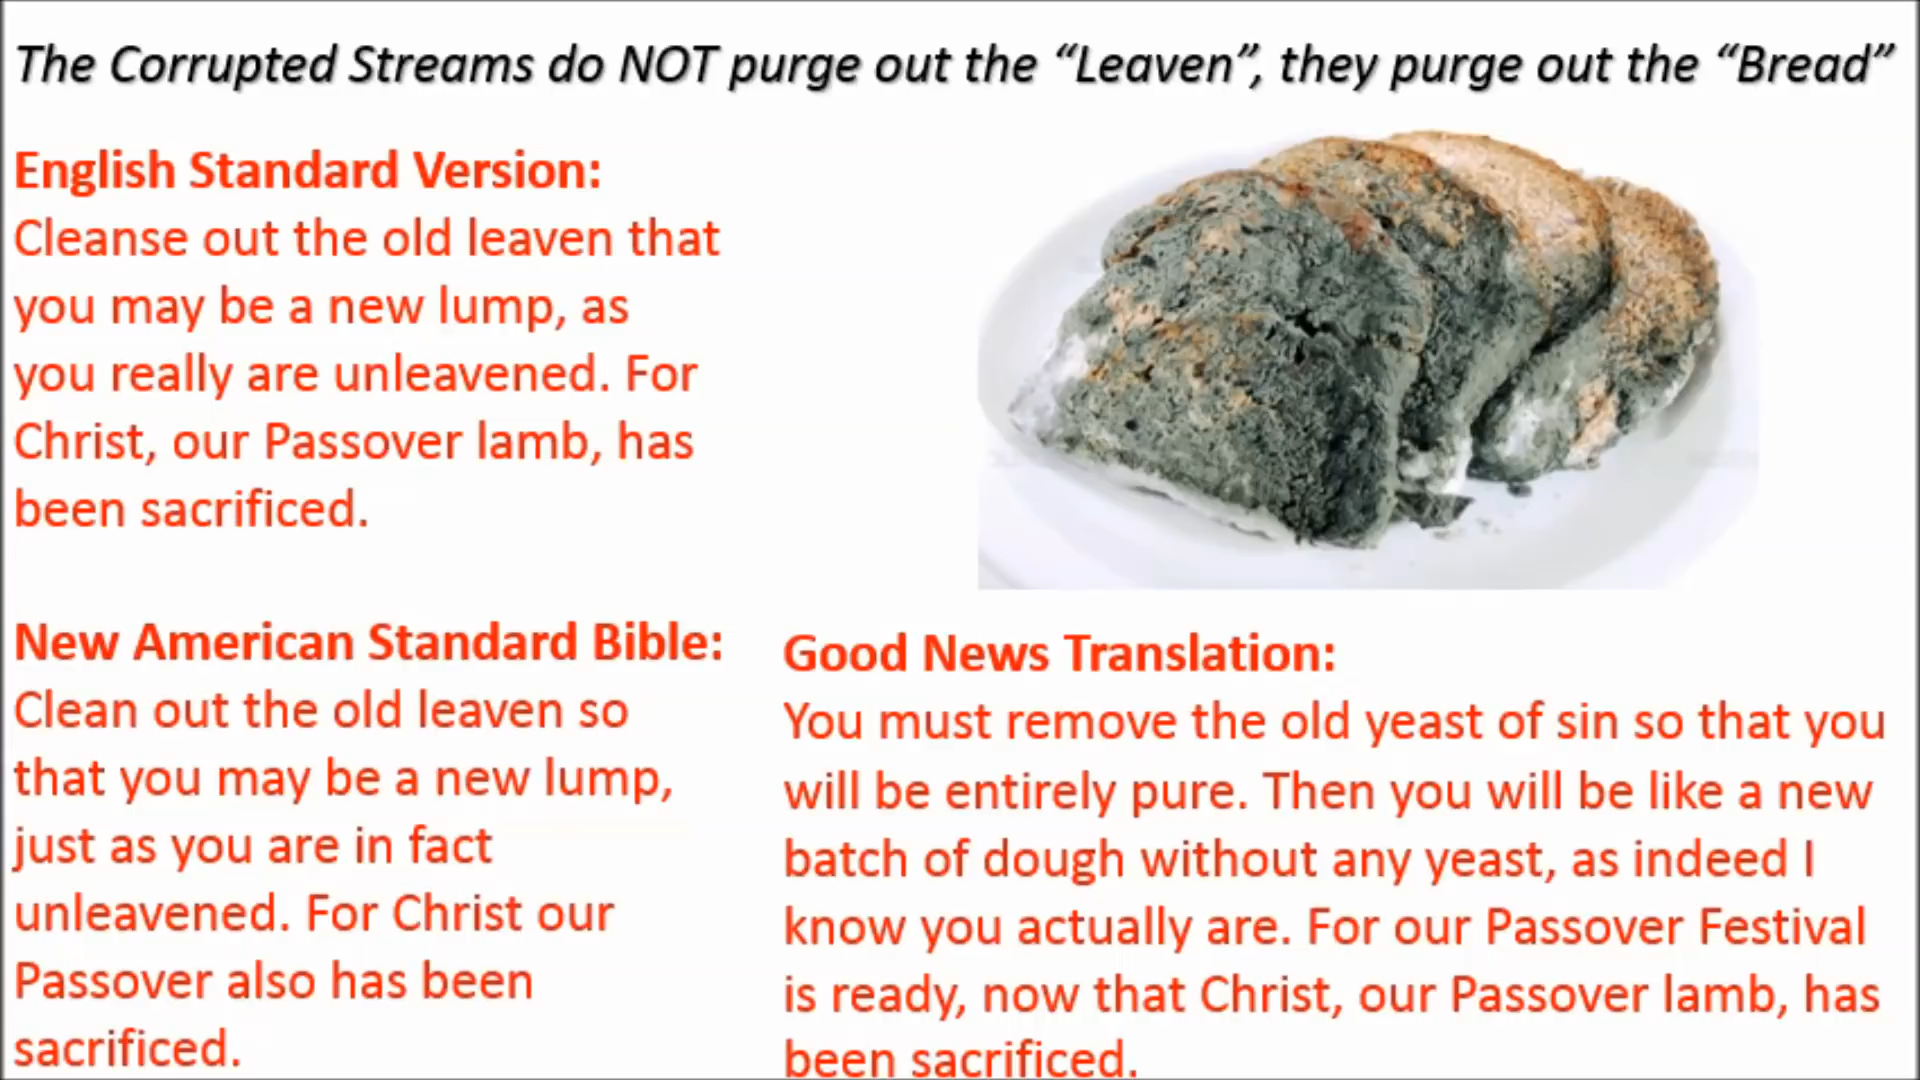 The Corrupted Streams do NOT purge out the “Leaven”, they purge out the “Bread”
English Standard Version:
Cleanse out the old leaven that
you may be a new lump, as
you really are unleavened. For
Christ, our Passover lamb, has
been sacrificed.
New American Standard Bible:
Clean out the old leaven so
that you may be a new lump,
just as you are in fact
unleavened. For Christ our
Passover also has been
sacrificed.
Good News Translation:
You must remove the old yeast of sin so that you
will be entirely pure. Then you will be like a new
batch of dough without any yeast, as indeed I
know you actually are. For our Passover Festival
is ready, now that Christ, our Passover lamb, has
been sacrificed.